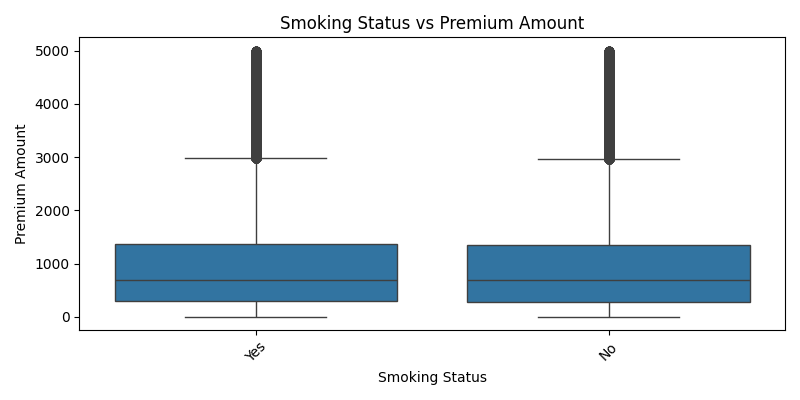 Smoking Status vs Premium Amount
Premium Amount
5000
4000
3000
2000
1000
0
Yes
No
Smoking Status